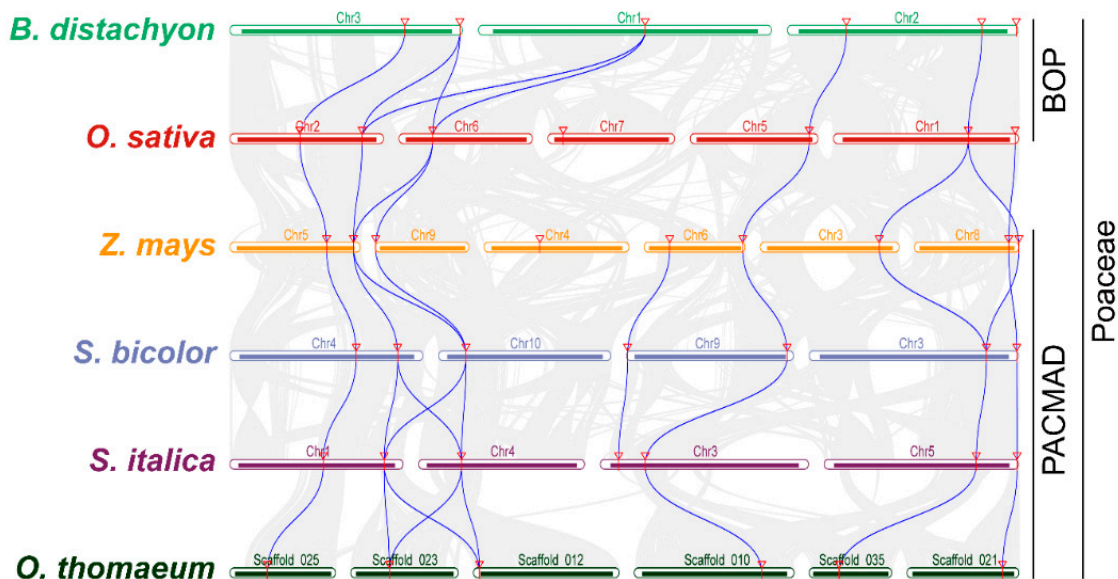 Chr3 Chr1 Chr2
B. distachyon
Chr2 Chr6 Chr7 Chr5 Chr1
O. sativa
Chr5 Chr9 Chr4 Chr6 Chr3 Chr8
Z. mays
Chr4 Chr10 Chr9 Chr3
S. bicolor
Chr1 Chr4 Chr3 Chr5
S. italica
Scaffold_025 Scaffold_023 Scaffold_012 Scaffold_010 Scaffold_035 Scaffold_021
O. thomaeum
BOP
PACMAD
Poaceae